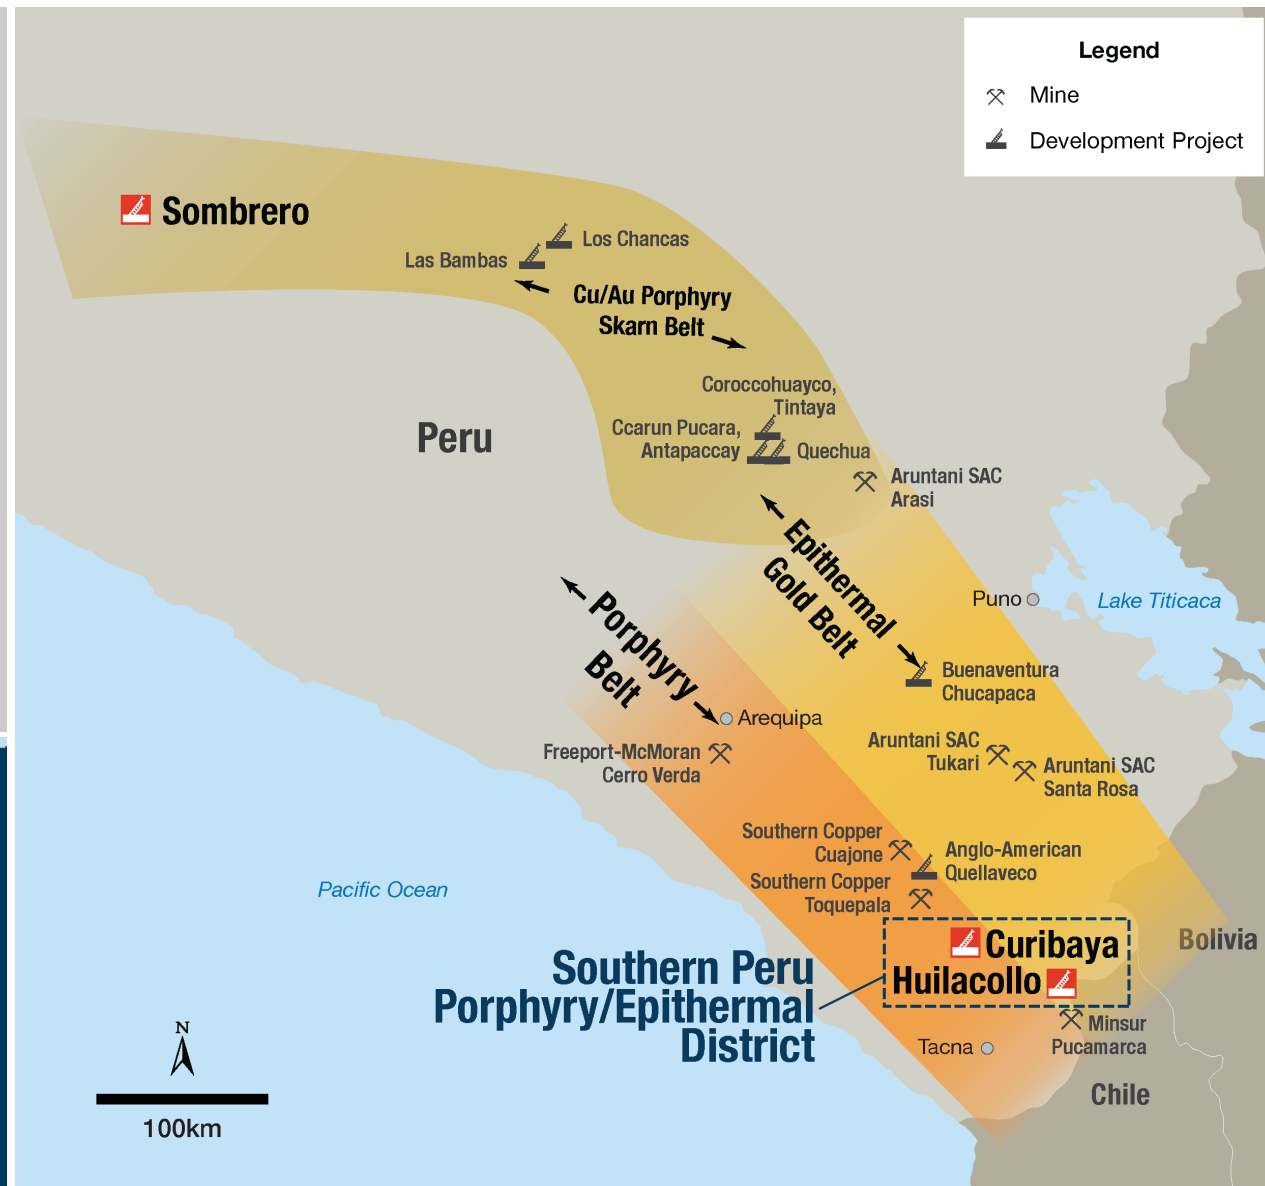 Legend
Mine
Development Project
Sombrero
Los Chancas
Las Bambas
Cu/Au Porphyry
Skarn Belt
Coroccohuayco,
Tintaya
Ccarun Pucara,
Antapaccay
Quechua
Peru
Aruntani SAC
Arasi
Epithermal
Gold Belt
Puno
Lake Titicaca
Porphyry
Belt
Buenaventura
Chucapaca
Arequipa
Freeport-McMoran
Cerro Verda
Aruntani SAC
Tukari
Aruntani SAC
Santa Rosa
Southern Copper
Cuajone
Anglo-American
Quellaveco
Southern Copper
Toquepala
Pacific Ocean
Curibaya
Huilacollo
Bolivia
Southern Peru
Porphyry/Epithermal
District
Minsur
Pucamarca
Tacna
Chile
N
100km